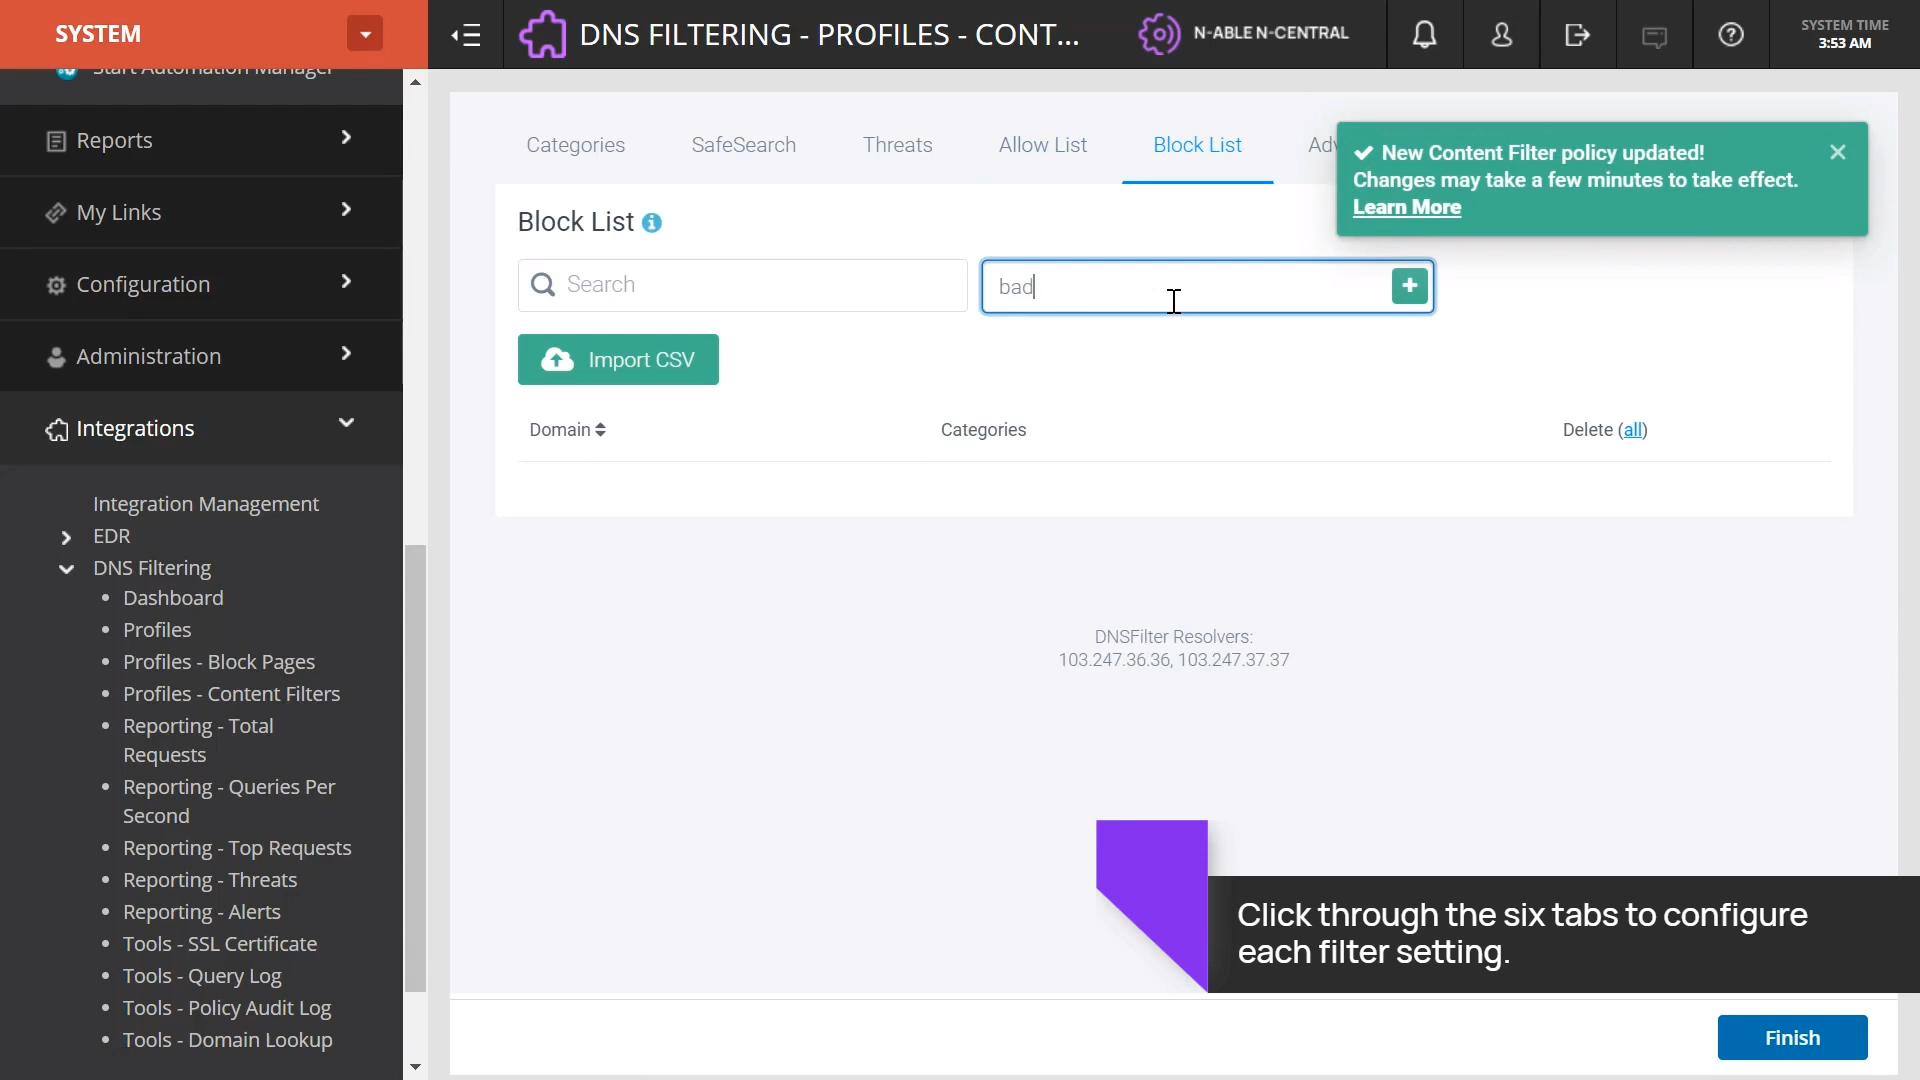 SYSTEM
DNS FILTERING - PROFILES - CONT...
N-ABLE N-CENTRAL
SYSTEM TIME
3:53 AM
Start Automation Manager
Reports
My Links
Configuration
Administration
Integrations
Integration Management
EDR
DNS Filtering
Dashboard
Profiles
Profiles - Block Pages
Profiles - Content Filters
Reporting - Total
Requests
Reporting - Queries Per
Second
Reporting - Top Requests
Reporting - Threats
Reporting - Alerts
Tools - SSL Certificate
Tools - Query Log
Tools - Policy Audit Log
Tools - Domain Lookup
Categories
SafeSearch
Threats
Allow List
Block List
Adv
New Content Filter policy updated!
Changes may take a few minutes to take effect.
Learn More
Block List
Search
bad
Import CSV
Domain
Categories
Delete (all)
DNSFilter Resolvers:
103.247.36.36, 103.247.37.37
Click through the six tabs to configure
each filter setting.
Finish